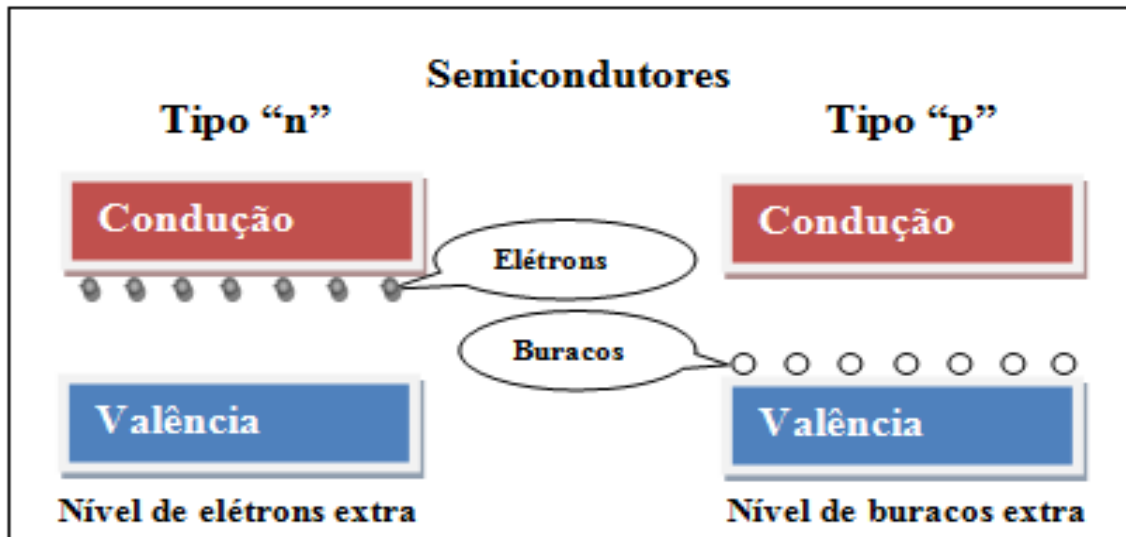 Semicondutores
Tipo “n”
Tipo “p”
Condução
Condução
Elétrons
Buracos
Valência
Valência
Nível de elétrons extra
Nível de buracos extra